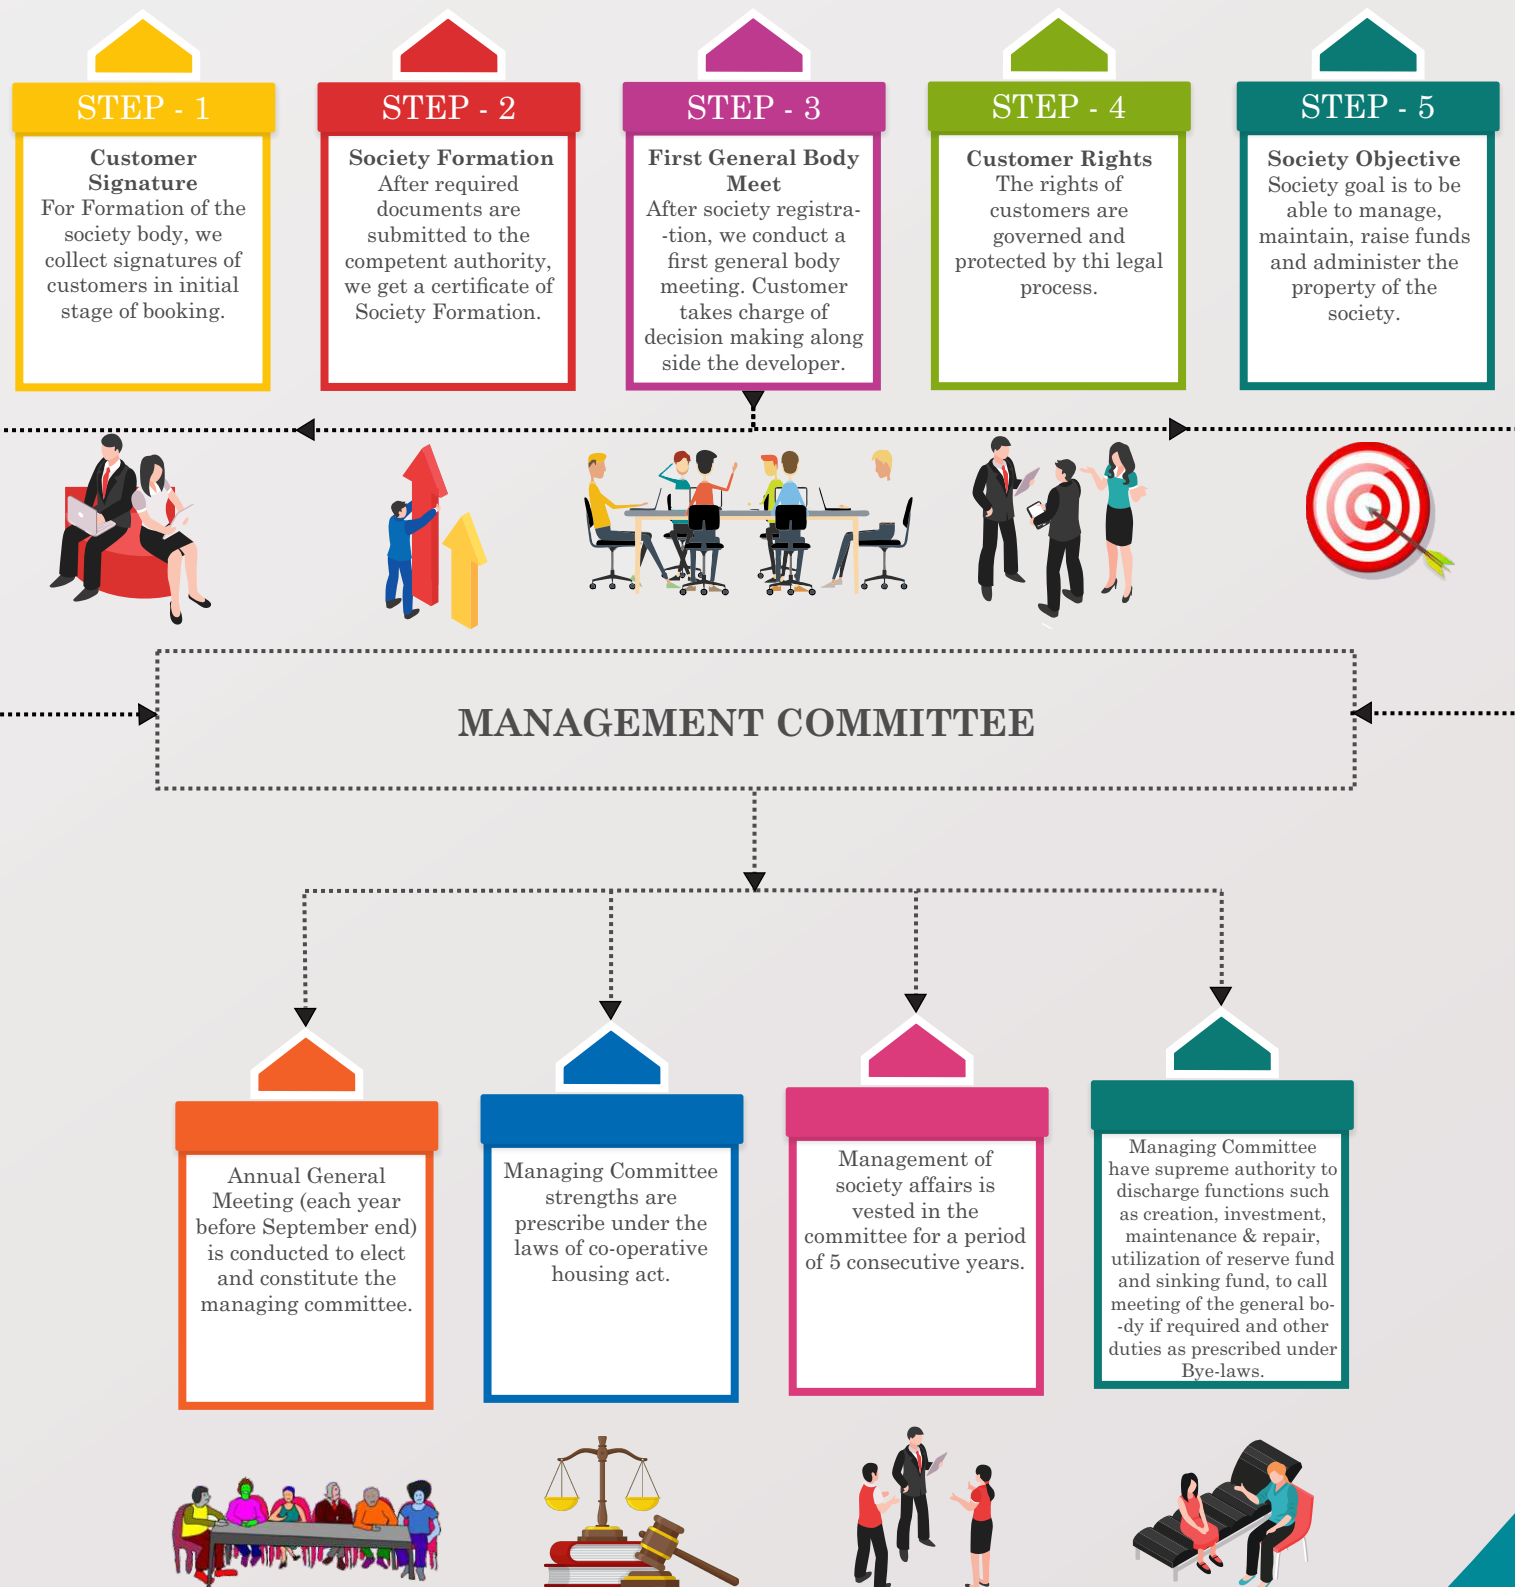 STEP - 1
Customer
Signature
For Formation of the
society body, we
collect signatures of
customers in initial
stage of booking.
STEP - 2
Society Formation
After required
documents are
submitted to the
competent authority,
we get a certificate of
Society Formation.
STEP - 3
First General Body
Meet
After society registra-
-tion, we conduct a
first general body
meeting. Customer
takes charge of
decision making along
side the developer.
STEP - 4
Customer Rights
The rights of
customers are
governed and
protected by thi legal
process.
STEP - 5
Society Objective
Society goal is to be
able to manage,
maintain, raise funds
and administer the
property of the
society.
MANAGEMENT COMMITTEE
Annual General
Meeting (each year
before September end)
is conducted to elect
and constitute the
managing committee.
Managing Committee
strengths are
prescribe under the
laws of co-operative
housing act.
Management of
society affairs is
vested in the
committee for a period
of 5 consecutive years.
Managing Committee
have supreme authority to
discharge functions such
as creation, investment,
maintenance & repair,
utilization of reserve fund
and sinking fund, to call
meeting of the general bo-
-dy if required and other
duties as prescribed under
Bye-laws.